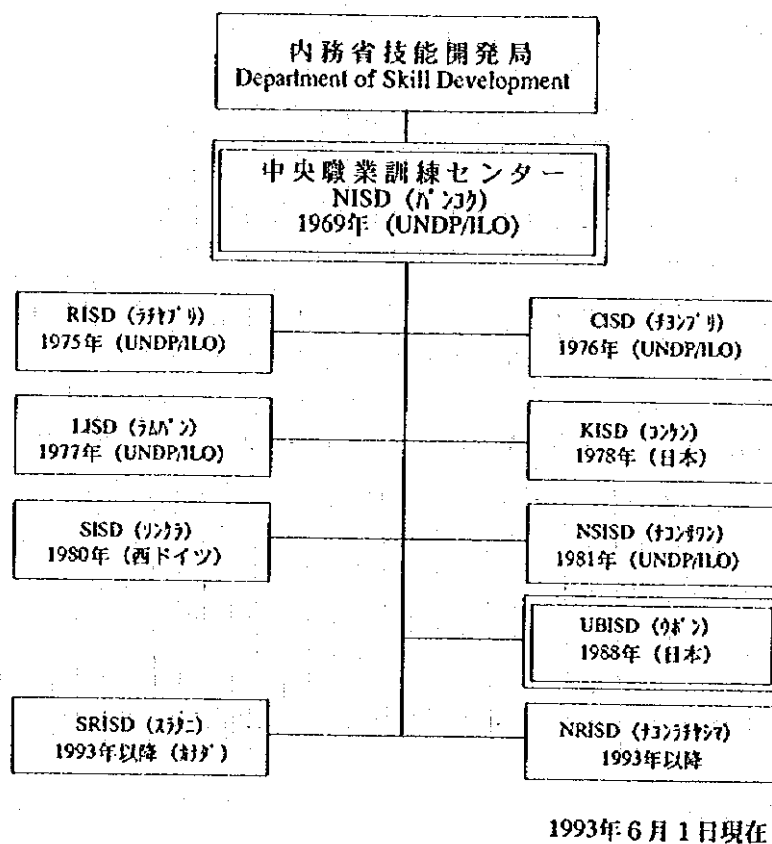 内務省技能開発局
Department of Skill Development
中央職業訓練センター
NISD (ﾊﾞﾝｺｸ)
1969年 (UNDP/ILO)
RISD (ﾗﾁﾔﾌﾞﾘ)
1975年 (UNDP/ILO)
CISD (ﾁﾖﾝﾌﾞﾘ)
1976年 (UNDP/ILO)
LISD (ﾗﾑﾊﾟﾝ)
1977年 (UNDP/ILO)
KISD (ｺﾝｹﾝ)
1978年 (日本)
SISD (ｿﾝｸﾗ)
1980年 (西ドイツ)
NSISD (ﾅｺﾝｻﾜﾝ)
1981年 (UNDP/ILO)
UBISD (ｳﾎﾞﾝ)
1988年 (日本)
SRISD (ｽﾗﾀﾆ)
1993年以降 (ｶﾅﾀﾞ)
NRISD (ﾅｺﾝﾗﾁﾔｼﾏ)
1993年以降
1993年6月1日現在